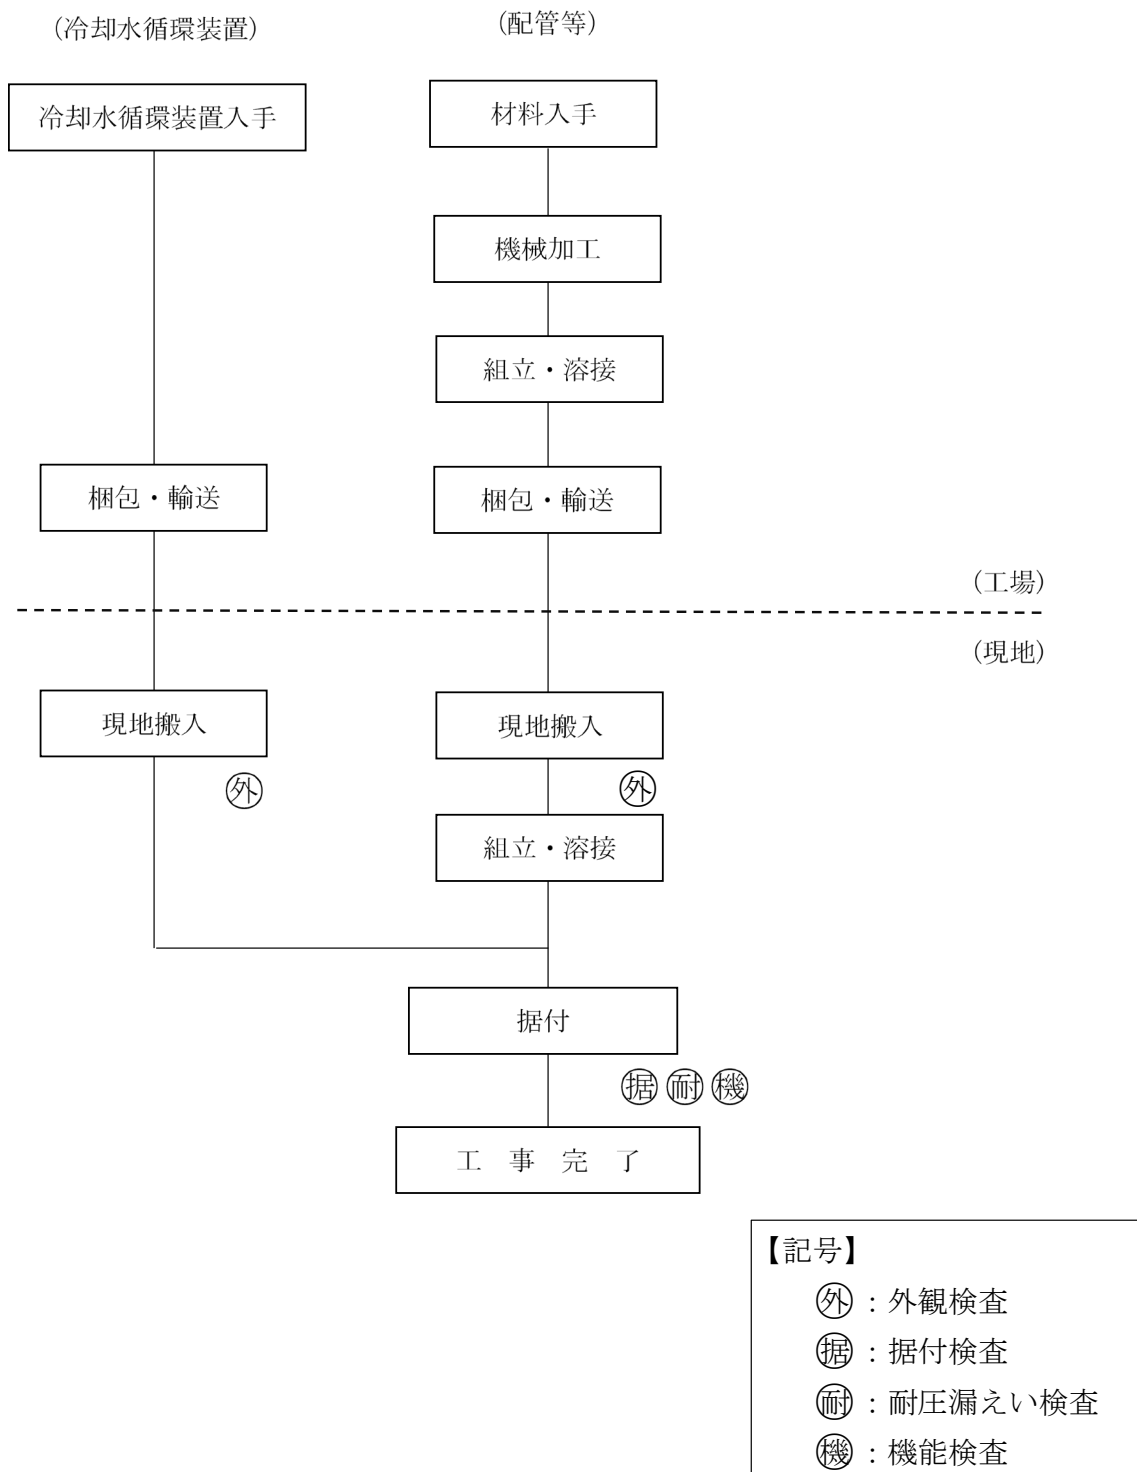 (冷却水循環装置)
(配管等)
冷却水循環装置入手
材料入手
機械加工
組立・溶接
梱包・輸送
梱包・輸送
(工場)
(現地)
現地搬入
現地搬入
外
外
組立・溶接
据付
据 耐 機
工 事 完 了
【記号】
外：外観検査
据：据付検査
耐：耐圧漏えい検査
機：機能検査